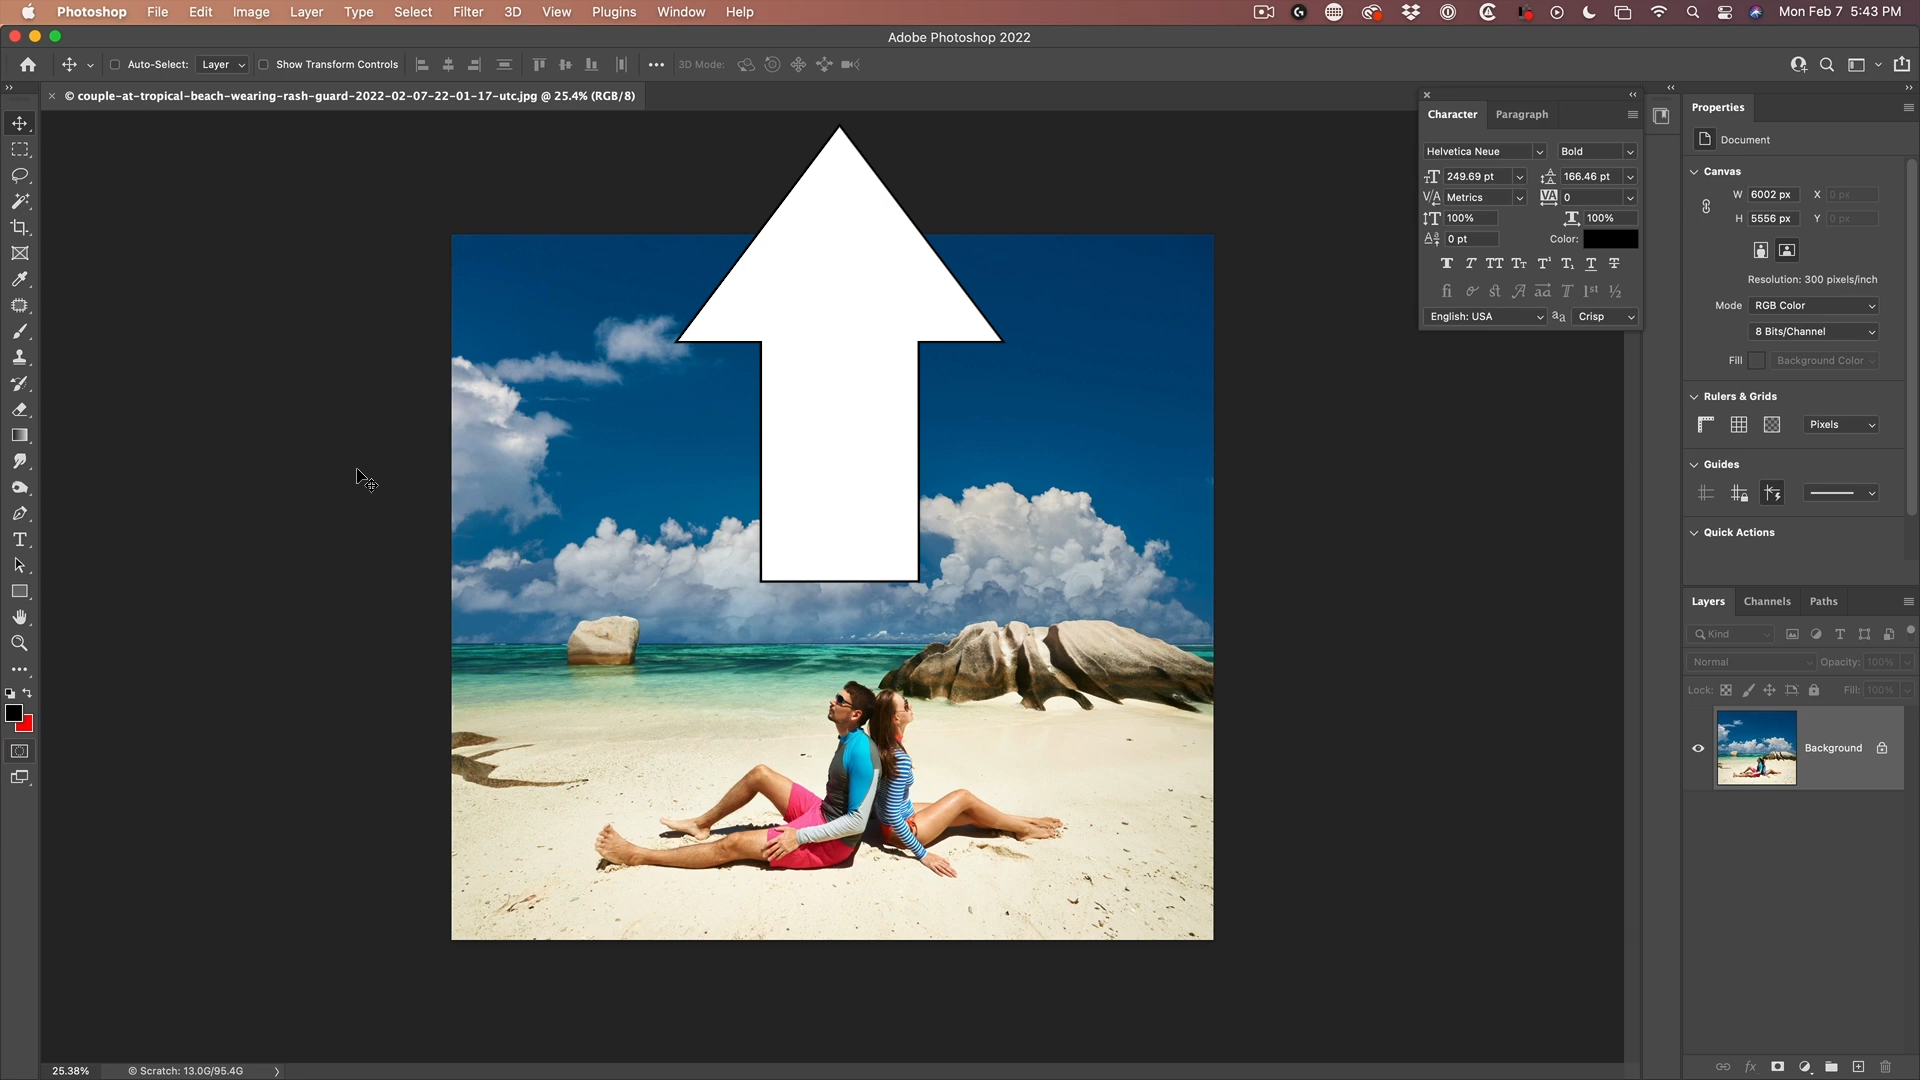 Photoshop File Edit Image Layer Type Select Filter 3D View Plugins Window Help Mon Feb 7 5:43 PM
Adobe Photoshop 2022
Auto-Select: Layer Show Transform Controls 3D Mode:
© couple-at-tropical-beach-wearing-rash-guard-2022-02-07-22-01-17-utc.jpg @ 25.4% (RGB/8)
Character Paragraph
Helvetica Neue Bold
249.69 pt 166.46 pt
Metrics 0
100% 100%
0 pt Color:
English: USA Crisp
Properties
Document
Canvas
W 6002 px X 0 px
H 5556 px Y 0 px
Resolution: 300 pixels/inch
Mode RGB Color
8 Bits/Channel
Fill Background Color
Rulers & Grids
Pixels
Guides
Quick Actions
Layers Channels Paths
Kind
Normal Opacity: 100%
Lock: Fill: 100%
Background
25.38% © Scratch: 13.0G/95.4G